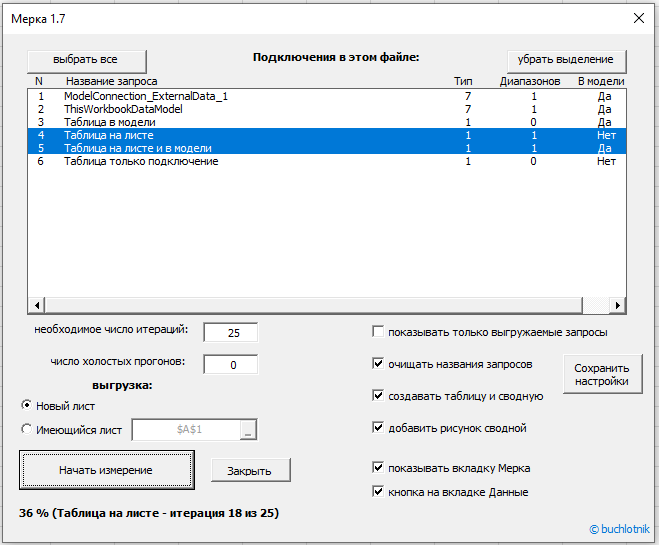 Мерка 1.7
выбрать все
Подключения в этом файле:
убрать выделение
N Название запроса Тип Диапазонов В модели
1 ModelConnection_ExternalData_1 7 1 Да
2 ThisWorkbookDataModel 7 1 Да
3 Таблица в модели 1 0 Да
4 Таблица на листе 1 1 Нет
5 Таблица на листе и в модели 1 1 Да
6 Таблица только подключение 1 0 Нет
необходимое число итераций: 25
показывать только выгружаемые запросы
число холостых прогонов: 0
очищать названия запросов
Сохранить
настройки
выгрузка:
создавать таблицу и сводную
Новый лист
Имеющийся лист $A$1 _
добавить рисунок сводной
Начать измерение
Закрыть
показывать вкладку Мерка
кнопка на вкладке Данные
36 % (Таблица на листе - итерация 18 из 25)
© buchlotnik